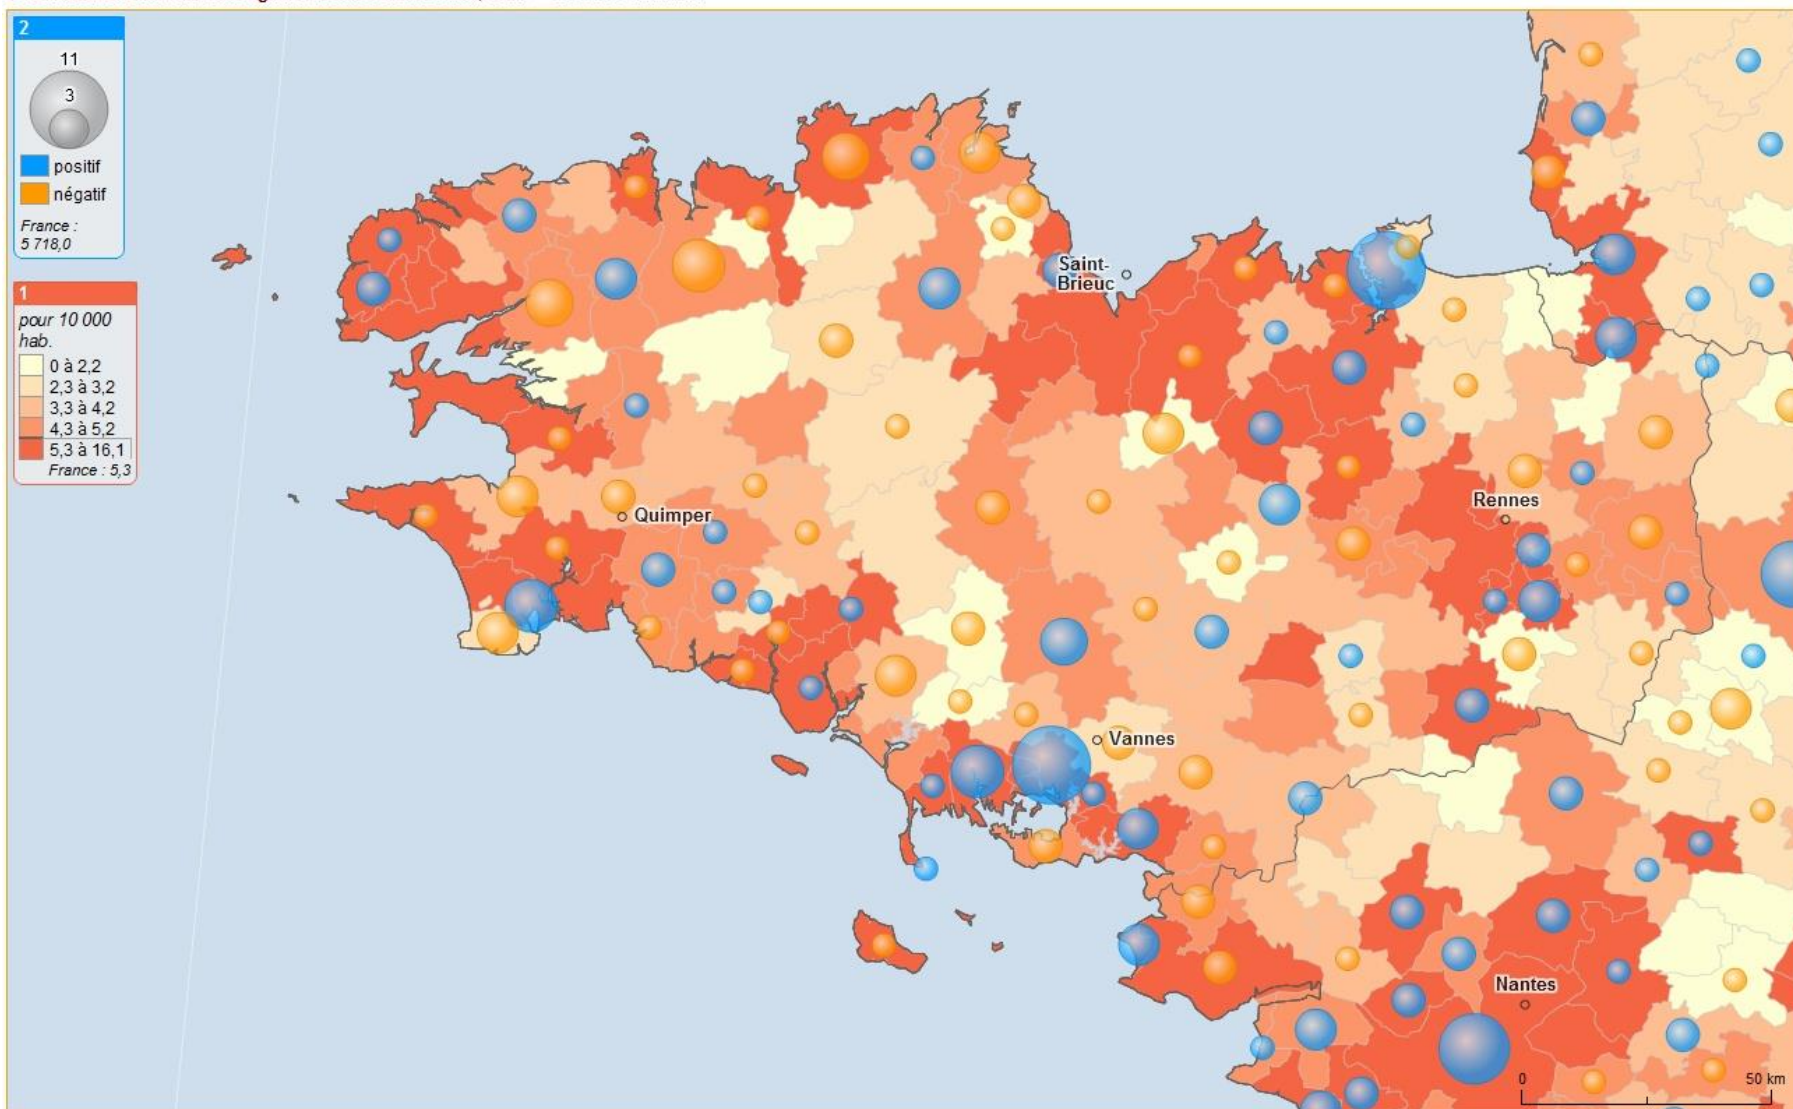 2
11
3
positif
négatif
France :
5 718,0
1
pour 10 000
hab.
0 à 2,2
2,3 à 3,2
3,3 à 4,2
4,3 à 5,2
5,3 à 16,1
France : 5,3
Saint-
Brieuc
Quimper
Rennes
Vannes
Nantes
0
50 km